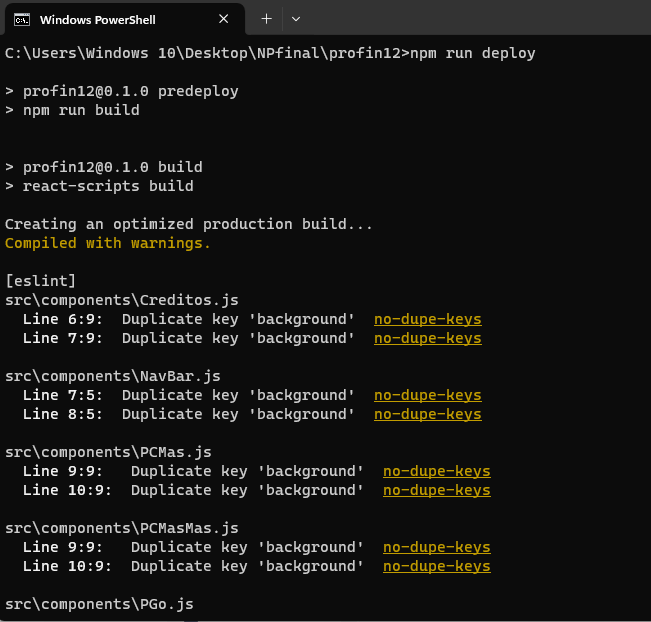 Windows PowerShell
C:\Users\Windows 10\Desktop\NPfinal\profin12>npm run deploy
> profin12@0.1.0 predeploy
> npm run build
> profin12@0.1.0 build
> react-scripts build
Creating an optimized production build...
Compiled with warnings.
[eslint]
src\components\Creditos.js
Line 6:9:  Duplicate key 'background'  no-dupe-keys
Line 7:9:  Duplicate key 'background'  no-dupe-keys
src\components\NavBar.js
Line 7:5:  Duplicate key 'background'  no-dupe-keys
Line 8:5:  Duplicate key 'background'  no-dupe-keys
src\components\PCMas.js
Line 9:9:   Duplicate key 'background'  no-dupe-keys
Line 10:9:  Duplicate key 'background'  no-dupe-keys
src\components\PCMasMas.js
Line 9:9:   Duplicate key 'background'  no-dupe-keys
Line 10:9:  Duplicate key 'background'  no-dupe-keys
src\components\PGo.js